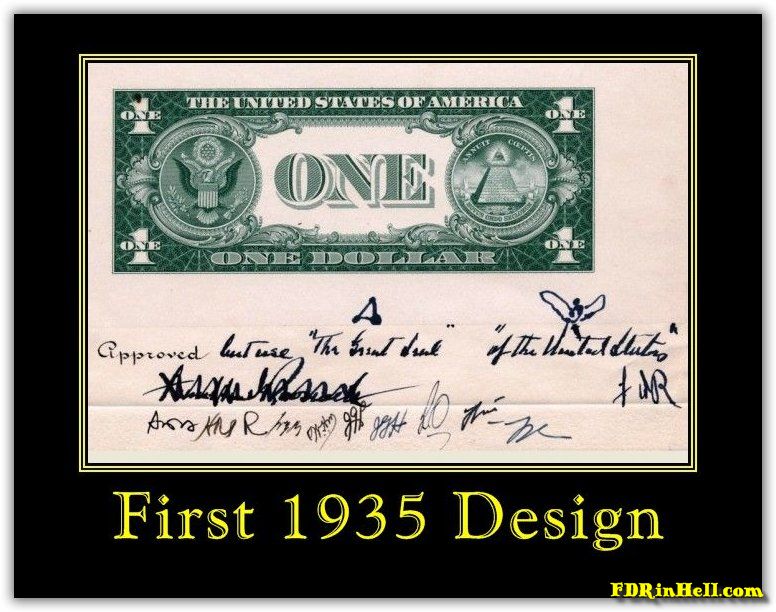 THE UNITED STATES OF AMERICA
1 ONE
ONE 1
ANNUIT COEPTIS
ONE
1 ONE
ONE 1
ONE DOLLAR
Approved but use "The Great Seal" "of the United States"
FDR
First 1935 Design
FDRinHell.com